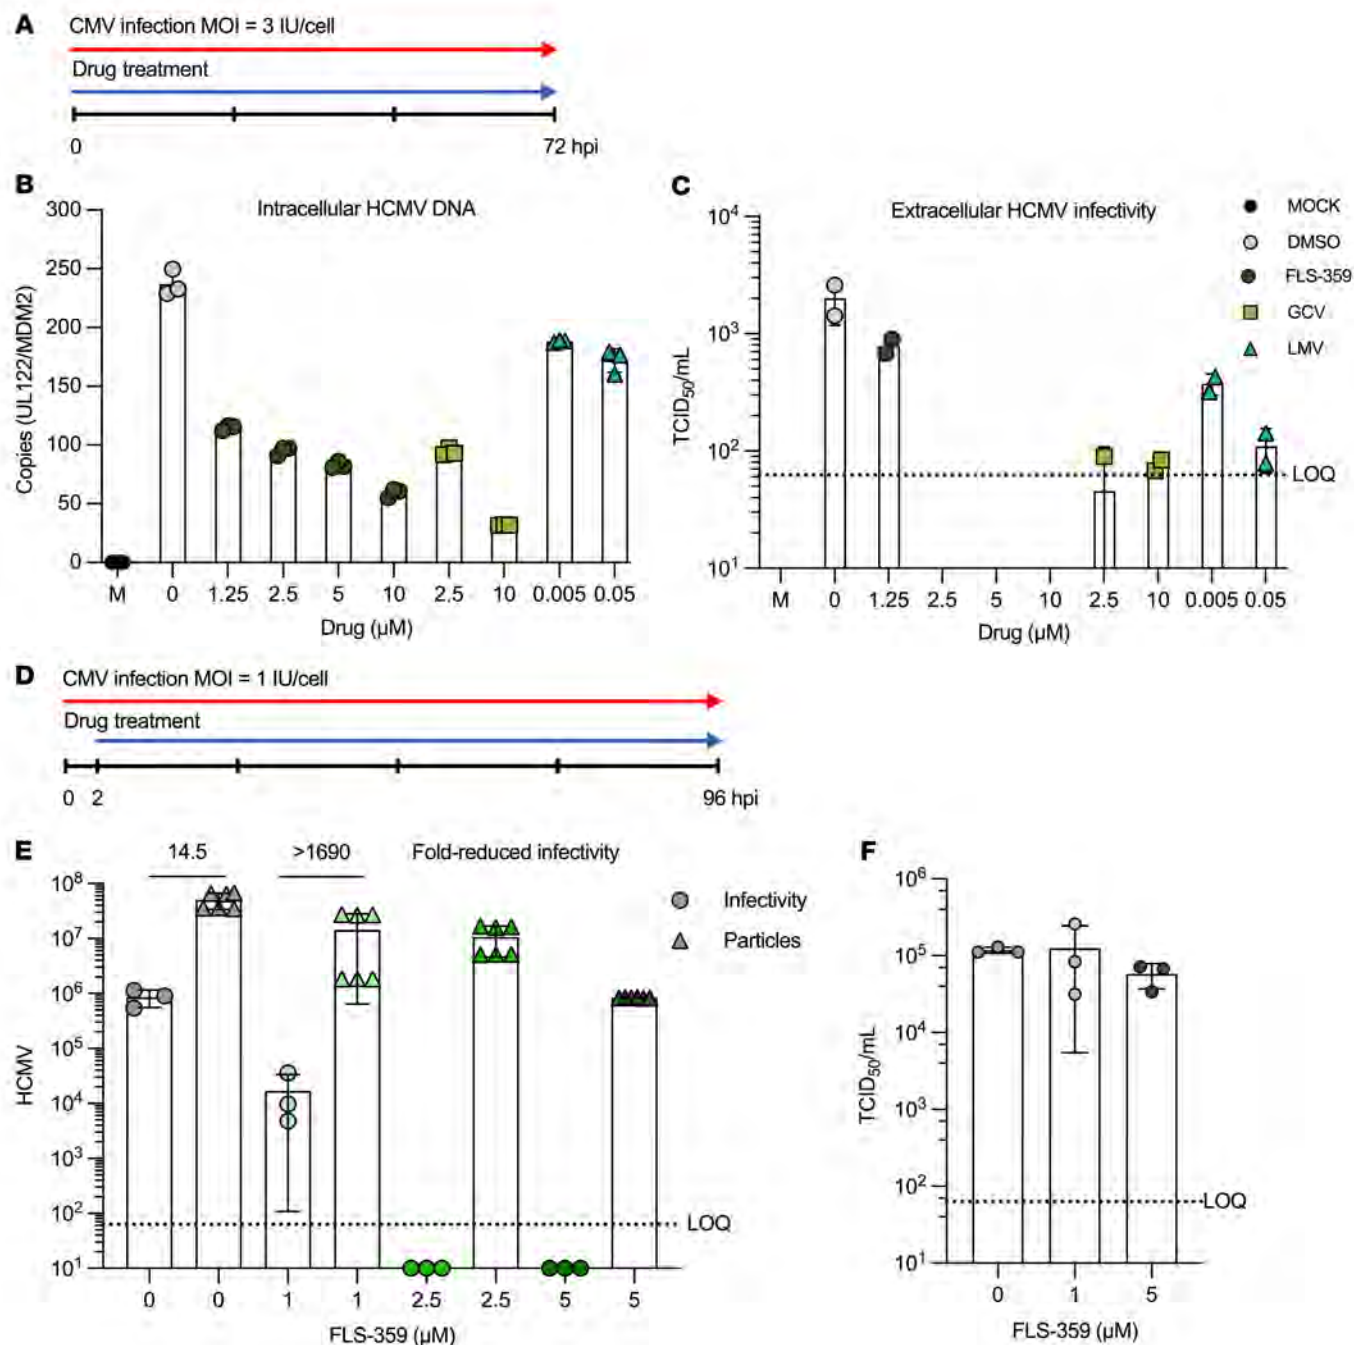 A
CMV infection MOI = 3 IU/cell
Drug treatment
0 72 hpi
B
Intracellular HCMV DNA
Copies (UL122/MDM2)
300
250
200
150
100
50
0
M 0 1.25 2.5 5 10 2.5 10 0.005 0.05
Drug (µM)
C
Extracellular HCMV infectivity
TCID50/mL
10^4
10^3
10^2
10^1
LOQ
M 0 1.25 2.5 5 10 2.5 10 0.005 0.05
Drug (µM)
MOCK
DMSO
FLS-359
GCV
LMV
D
CMV infection MOI = 1 IU/cell
Drug treatment
0 2 96 hpi
E
14.5 >1690 Fold-reduced infectivity
HCMV
10^8
10^7
10^6
10^5
10^4
10^3
10^2
10^1
LOQ
0 0 1 1 2.5 2.5 5 5
FLS-359 (µM)
Infectivity
Particles
F
TCID50/mL
10^6
10^5
10^4
10^3
10^2
10^1
LOQ
0 1 5
FLS-359 (µM)